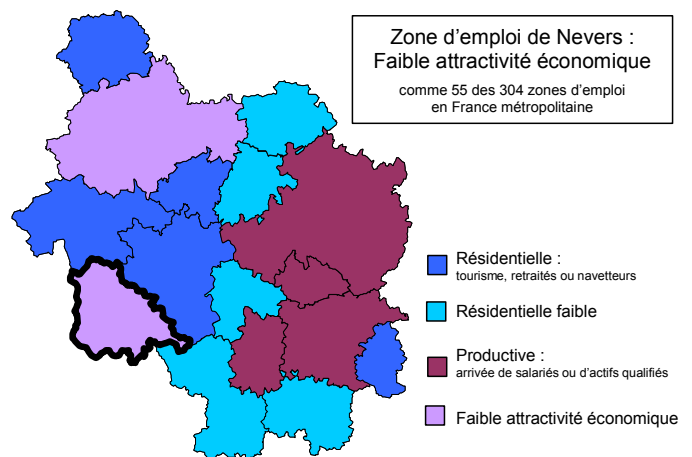 Zone d'emploi de Nevers :
Faible attractivité économique
comme 55 des 304 zones d'emploi
en France métropolitaine
Résidentielle :
tourisme, retraités ou navetteurs
Résidentielle faible
Productive :
arrivée de salariés ou d'actifs qualifiés
Faible attractivité économique